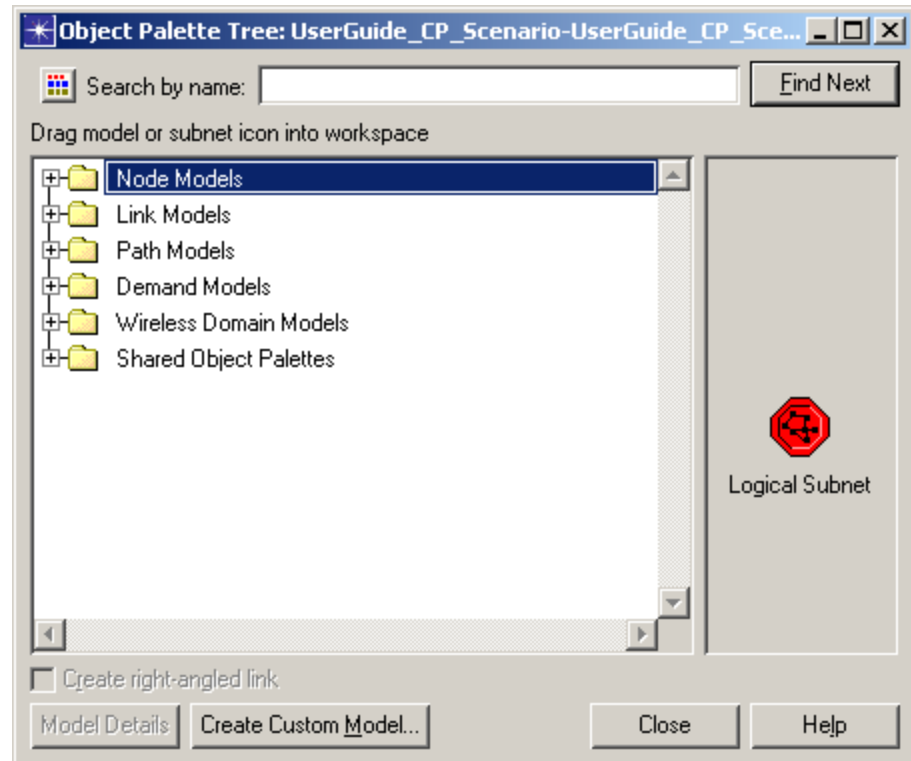 Object Palette Tree: UserGuide_CP_Scenario-UserGuide_CP_Sce...
Search by name:
Find Next
Drag model or subnet icon into workspace
Node Models
Link Models
Path Models
Demand Models
Wireless Domain Models
Shared Object Palettes
Logical Subnet
Create right-angled link
Model Details
Create Custom Model...
Close
Help